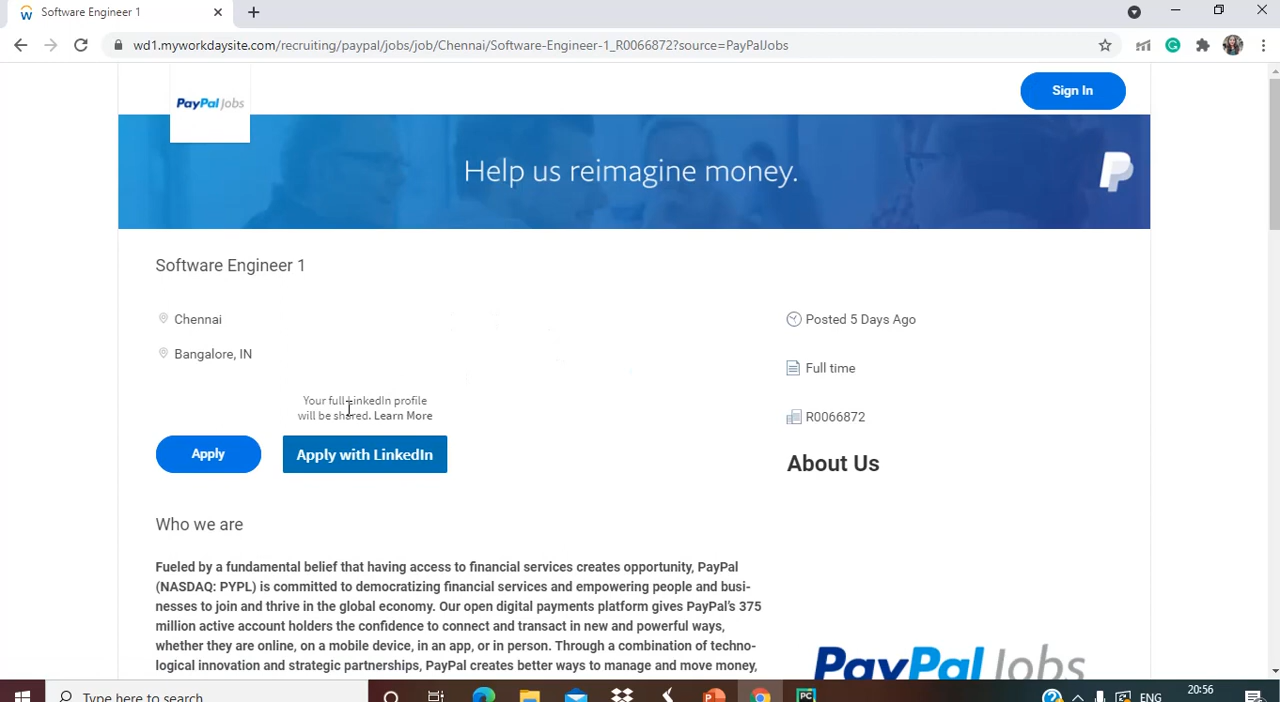 Software Engineer 1
wd1.myworkdaysite.com/recruiting/paypal/jobs/job/Chennai/Software-Engineer-1_R0066872?source=PayPalJobs
PayPal Jobs
Sign In
Help us reimagine money.
Software Engineer 1
Chennai
Posted 5 Days Ago
Bangalore, IN
Full time
Your full LinkedIn profile
will be shared. Learn More
R0066872
Apply
Apply with LinkedIn
About Us
Who we are
Fueled by a fundamental belief that having access to financial services creates opportunity, PayPal
(NASDAQ: PYPL) is committed to democratizing financial services and empowering people and busi-
nesses to join and thrive in the global economy. Our open digital payments platform gives PayPal's 375
million active account holders the confidence to connect and transact in new and powerful ways,
whether they are online, on a mobile device, in an app, or in person. Through a combination of techno-
logical innovation and strategic partnerships, PayPal creates better ways to manage and move money,
PayPal Jobs
Type here to search
PC
ENG
20:56